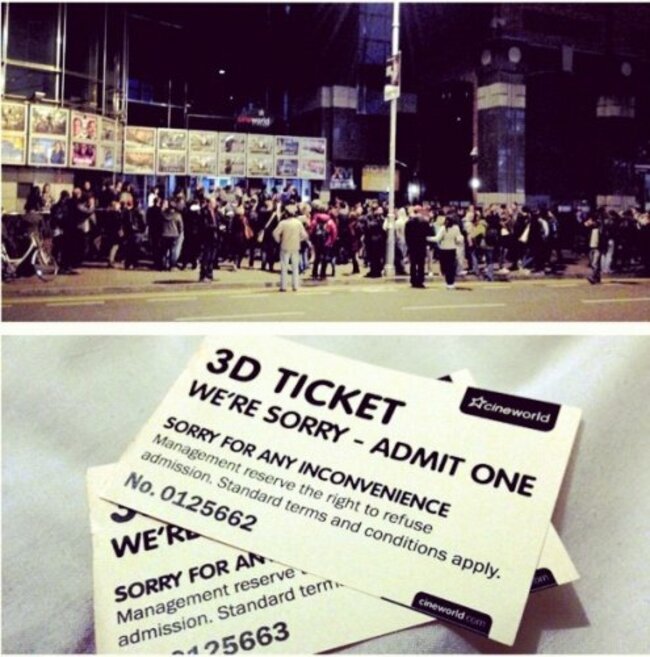 cineworld
3D TICKET
cineworld
WE'RE SORRY - ADMIT ONE
SORRY FOR ANY INCONVENIENCE
Management reserve the right to refuse
admission. Standard terms and conditions apply.
No. 0125662
cineworld.com
WE'RE
SORRY FOR AN
Management reserve
admission. Standard term
0125663